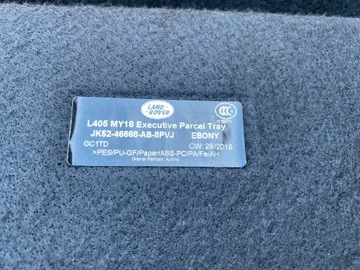 LAND
ROVER
L405 MY18 Executive Parcel Tray
JK52-46668-AB-8PVJ EBONY
GC1TD CW: 29/2018
>PES/PU-GF/Paper/ABS-PC/PA/Fe/Al<